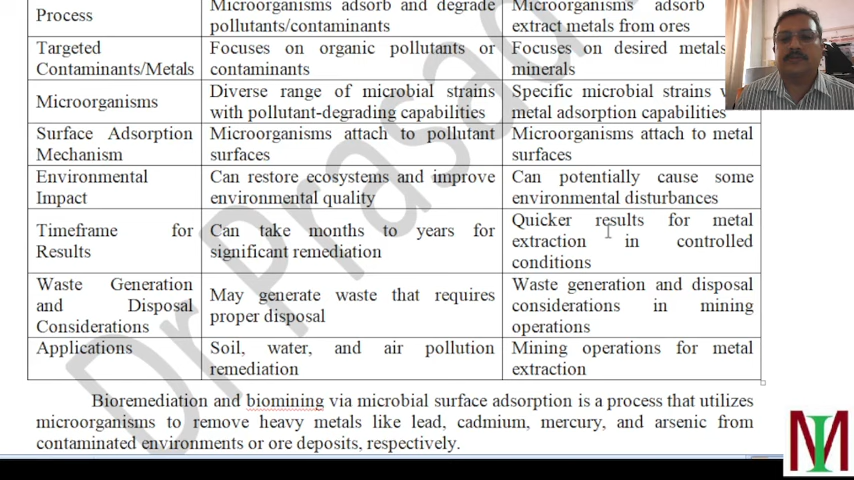 Process
Microorganisms adsorb and degrade
pollutants/contaminants
Microorganisms adsorb
extract metals from ores
Targeted
Contaminants/Metals
Focuses on organic pollutants or
contaminants
Focuses on desired metals
minerals
Microorganisms
Diverse range of microbial strains
with pollutant-degrading capabilities
Specific microbial strains
metal adsorption capabilities
Surface Adsorption
Mechanism
Microorganisms attach to pollutant
surfaces
Microorganisms attach to metal
surfaces
Environmental
Impact
Can restore ecosystems and improve
environmental quality
Can potentially cause some
environmental disturbances
Timeframe for
Results
Can take months to years for
significant remediation
Quicker results for metal
extraction in controlled
conditions
Waste Generation
and Disposal
Considerations
May generate waste that requires
proper disposal
Waste generation and disposal
considerations in mining
operations
Applications
Soil, water, and air pollution
remediation
Mining operations for metal
extraction
Bioremediation and biomining via microbial surface adsorption is a process that utilizes
microorganisms to remove heavy metals like lead, cadmium, mercury, and arsenic from
contaminated environments or ore deposits, respectively.
Dr Prasad
MI